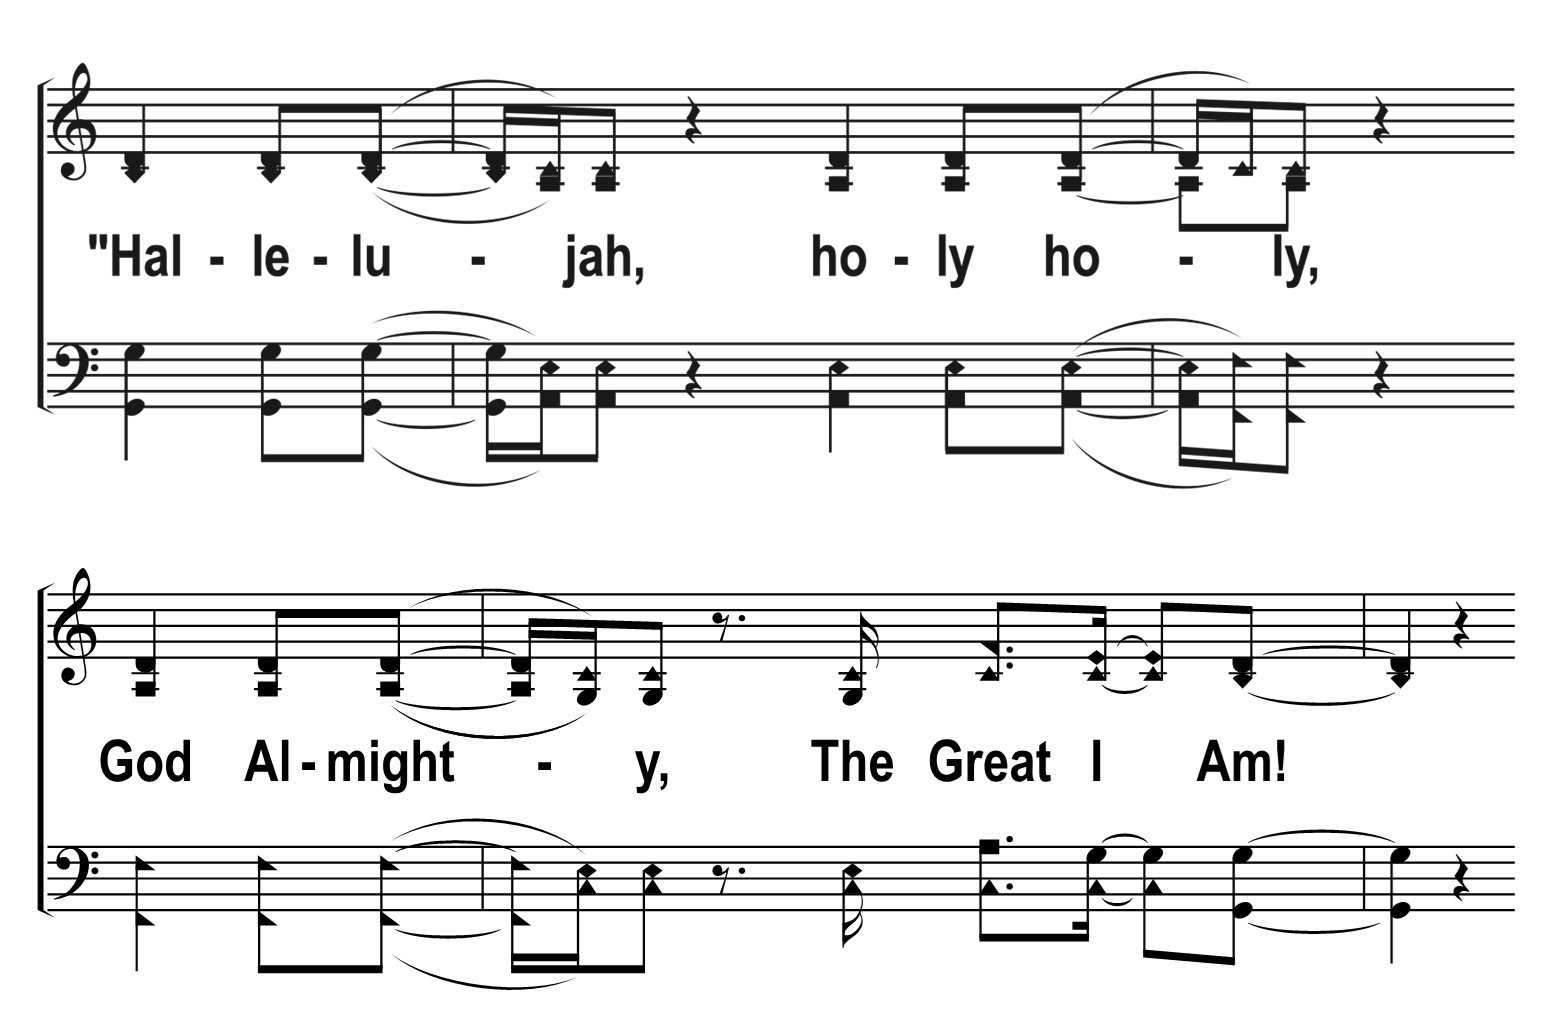 "Hal - le - lu - jah, ho - ly ho - ly,
God Al - might - y, The Great I Am!